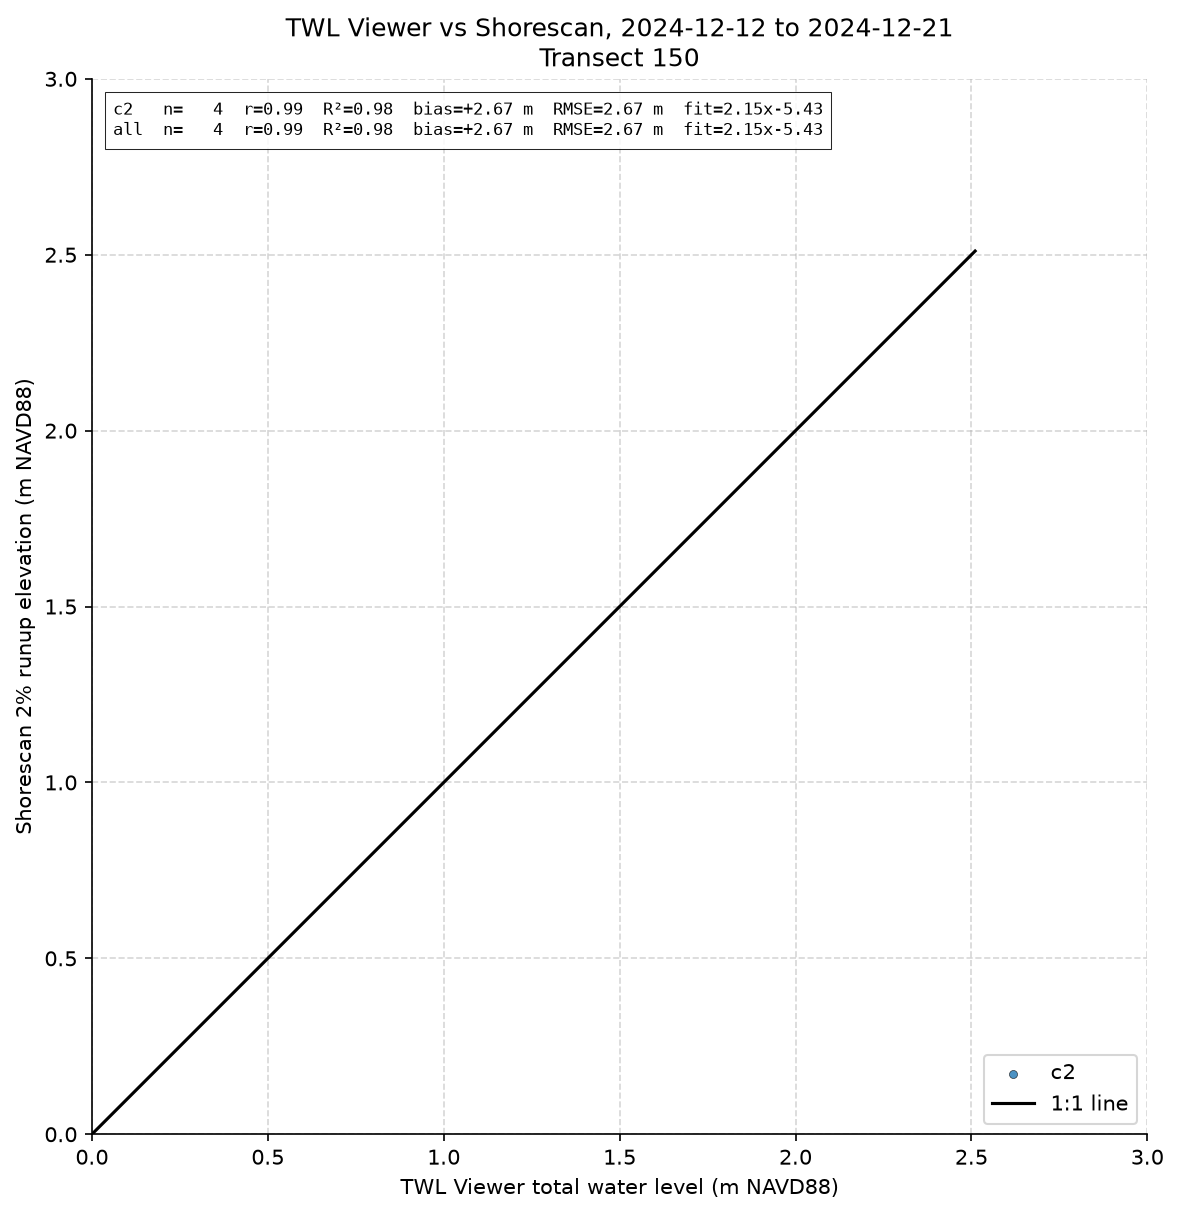 TWL Viewer vs Shorescan, 2024-12-12 to 2024-12-21
Transect 150
c2   n=   4  r=0.99  R²=0.98  bias=+2.67 m  RMSE=2.67 m  fit=2.15x-5.43
all  n=   4  r=0.99  R²=0.98  bias=+2.67 m  RMSE=2.67 m  fit=2.15x-5.43
3.0
2.5
2.0
1.5
1.0
0.5
0.0
Shorescan 2% runup elevation (m NAVD88)
c2
1:1 line
0.0 0.5 1.0 1.5 2.0 2.5 3.0
TWL Viewer total water level (m NAVD88)